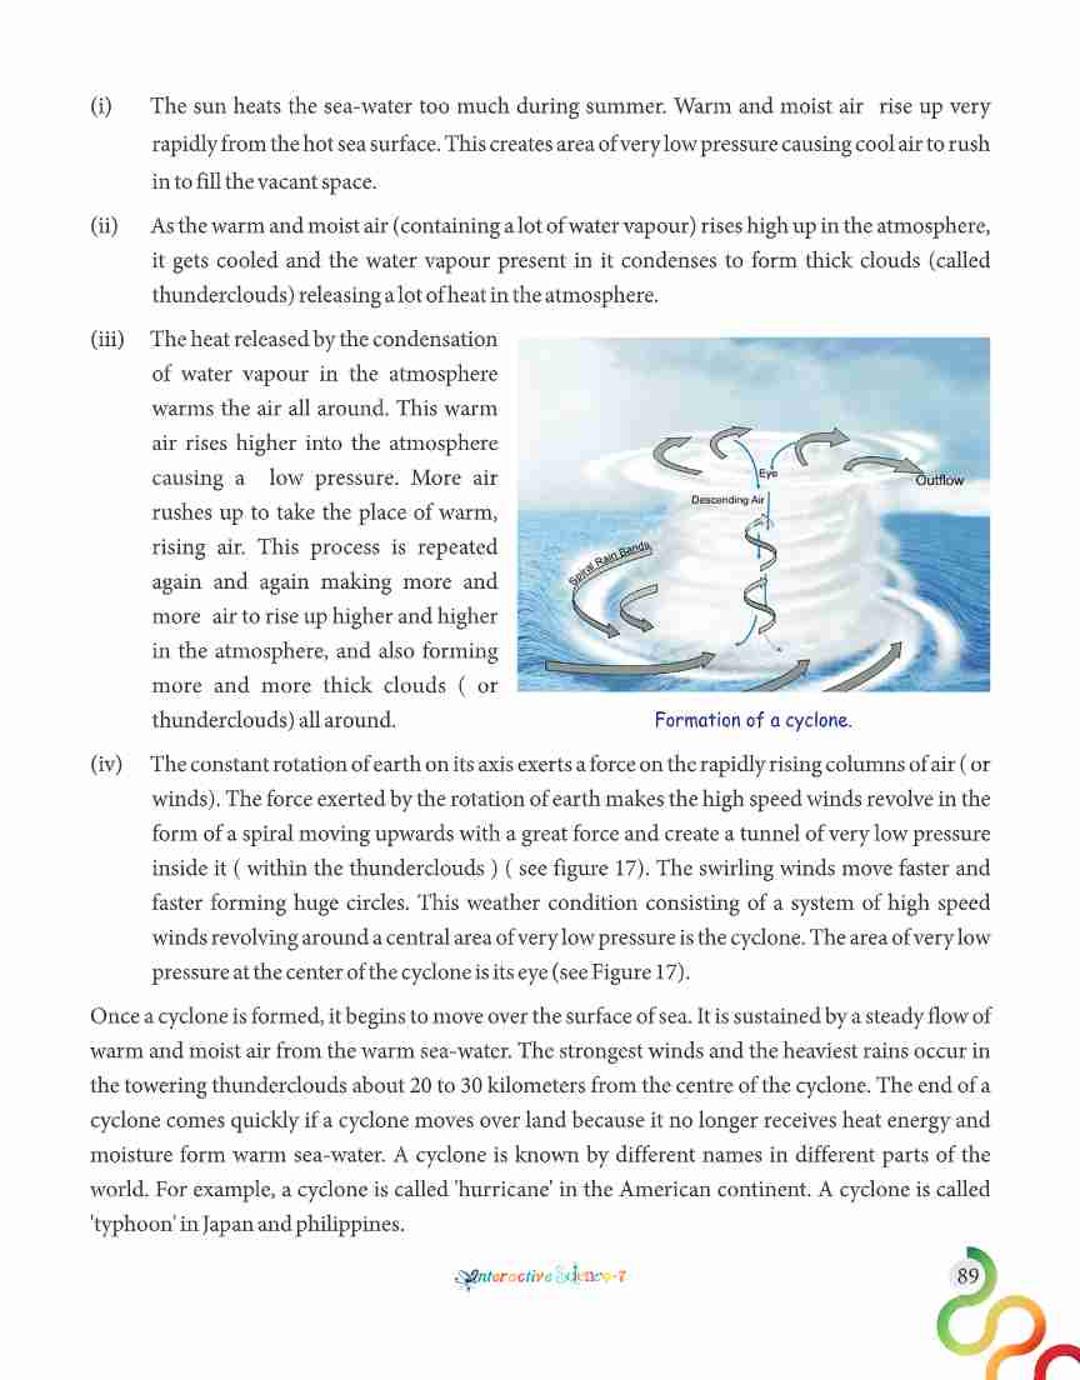 (i) The sun heats the sea-water too much during summer. Warm and moist air rise up very
rapidly from the hot sea surface. This creates area of very low pressure causing cool air to rush
in to fill the vacant space.
(ii) As the warm and moist air (containing a lot of water vapour) rises high up in the atmosphere,
it gets cooled and the water vapour present in it condenses to form thick clouds (called
thunderclouds) releasing a lot of heat in the atmosphere.
(iii) The heat released by the condensation
of water vapour in the atmosphere
warms the air all around. This warm
air rises higher into the atmosphere
causing a low pressure. More air
rushes up to take the place of warm,
rising air. This process is repeated
again and again making more and
more air to rise up higher and higher
in the atmosphere, and also forming
more and more thick clouds ( or
thunderclouds) all around.
Eye
Outflow
Descending Air
Spiral Rain Bands
Formation of a cyclone.
(iv) The constant rotation of earth on its axis exerts a force on the rapidly rising columns of air ( or
winds). The force exerted by the rotation of earth makes the high speed winds revolve in the
form of a spiral moving upwards with a great force and create a tunnel of very low pressure
inside it ( within the thunderclouds ) ( see figure 17). The swirling winds move faster and
faster forming huge circles. This weather condition consisting of a system of high speed
winds revolving around a central area of very low pressure is the cyclone. The area of very low
pressure at the center of the cyclone is its eye (see Figure 17).
Once a cyclone is formed, it begins to move over the surface of sea. It is sustained by a steady flow of
warm and moist air from the warm sea-water. The strongest winds and the heaviest rains occur in
the towering thunderclouds about 20 to 30 kilometers from the centre of the cyclone. The end of a
cyclone comes quickly if a cyclone moves over land because it no longer receives heat energy and
moisture form warm sea-water. A cyclone is known by different names in different parts of the
world. For example, a cyclone is called 'hurricane' in the American continent. A cyclone is called
'typhoon' in Japan and philippines.
Interactive Science-7
89